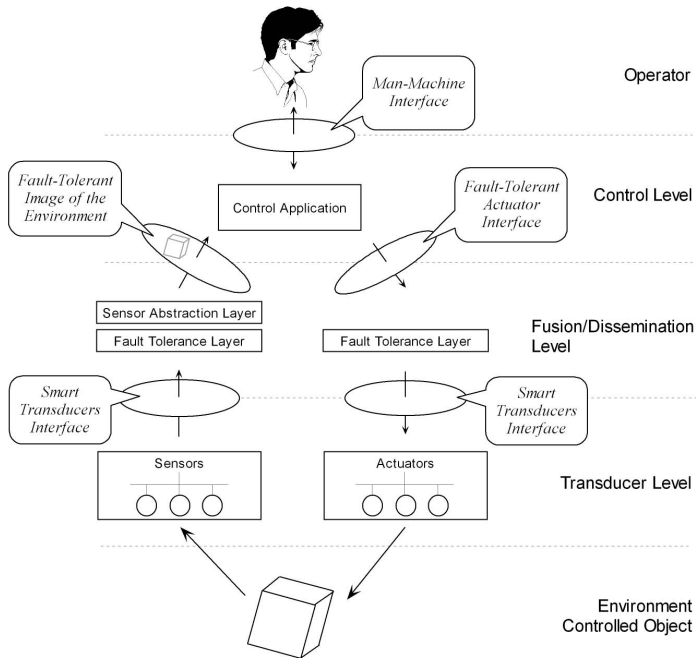 Operator
Man-Machine
Interface
Fault-Tolerant
Image of the
Environment
Control Application
Fault-Tolerant
Actuator
Interface
Control Level
Sensor Abstraction Layer
Fault Tolerance Layer
Fault Tolerance Layer
Fusion/Dissemination
Level
Smart
Transducers
Interface
Smart
Transducers
Interface
Sensors
Actuators
Transducer Level
Environment
Controlled Object